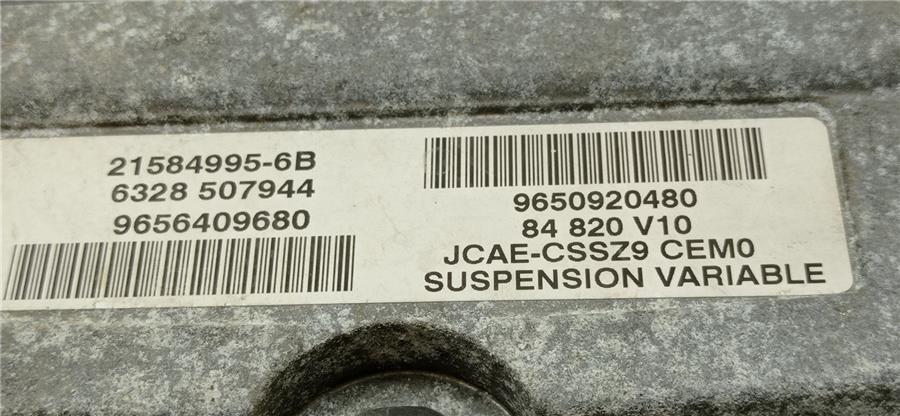 21584995-6B
6328 507944
9656409680
9650920480
84 820 V10
JCAE-CSSZ9 CEM0
SUSPENSION VARIABLE